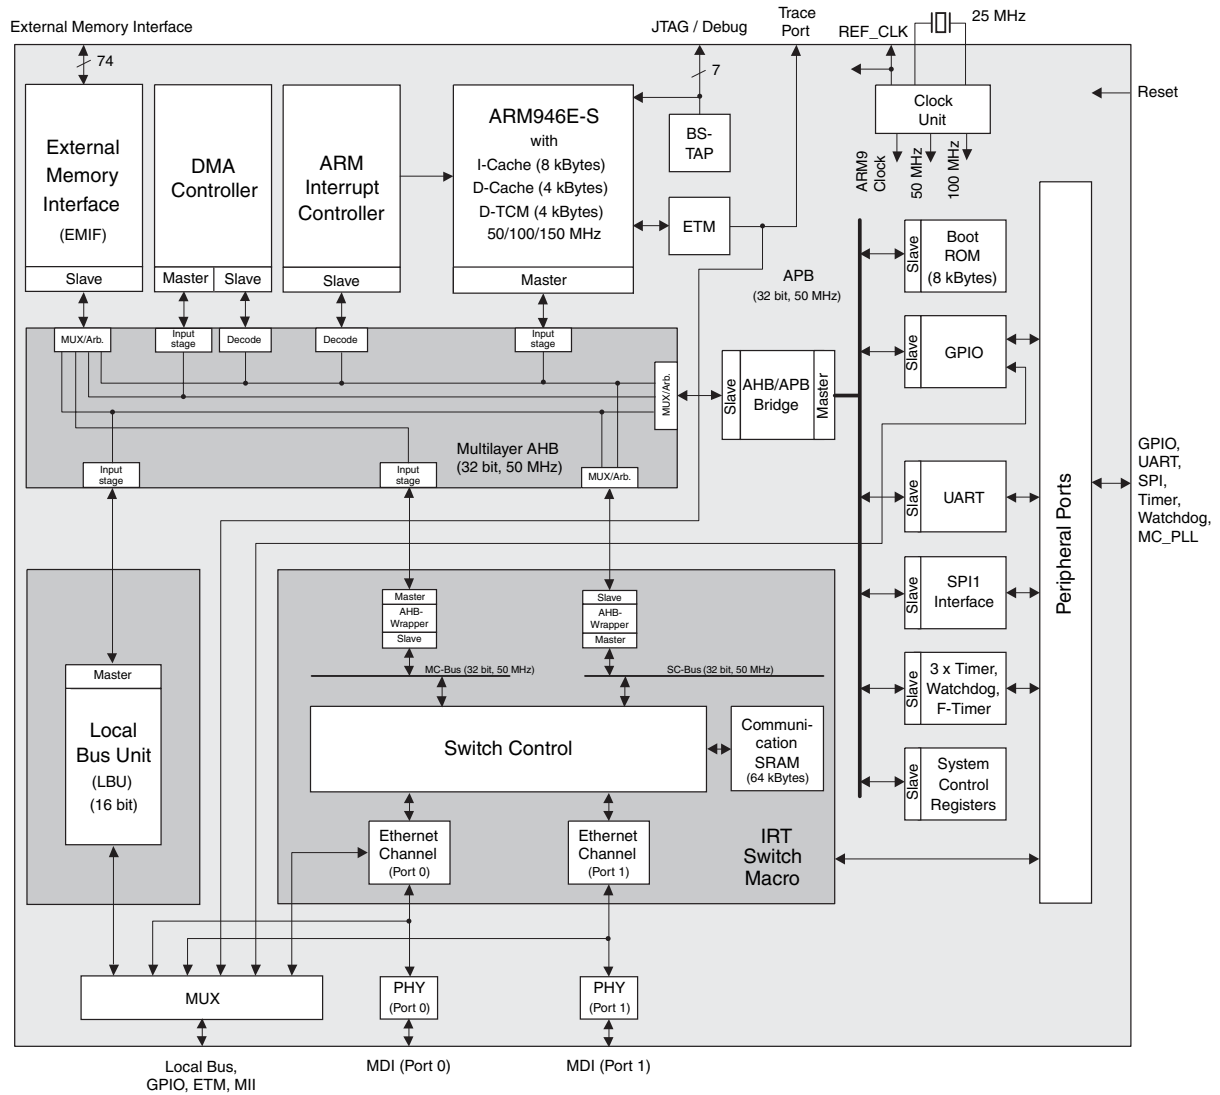 External Memory Interface
JTAG / Debug
Trace
Port
REF_CLK
25 MHz
74
7
Reset
External
Memory
Interface
(EMIF)
Slave
DMA
Controller
Master
Slave
ARM
Interrupt
Controller
Slave
ARM946E-S
with
I-Cache (8 kBytes)
D-Cache (4 kBytes)
D-TCM (4 kBytes)
50/100/150 MHz
Master
BS-
TAP
ETM
Clock
Unit
ARM9
Clock
50 MHz
100 MHz
APB
(32 bit, 50 MHz)
MUX/Arb.
Input
stage
Decode
Decode
Input
stage
MUX/Arb.
Slave
AHB/APB
Bridge
Master
Multilayer AHB
(32 bit, 50 MHz)
Input
stage
Input
stage
MUX/Arb.
Slave
Boot
ROM
(8 kBytes)
Slave
GPIO
Slave
UART
Slave
SPI1
Interface
Slave
3 x Timer,
Watchdog,
F-Timer
Slave
System
Control
Registers
Peripheral Ports
GPIO,
UART,
SPI,
Timer,
Watchdog,
MC_PLL
Master
Local
Bus Unit
(LBU)
(16 bit)
Master
AHB-
Wrapper
Slave
Slave
AHB-
Wrapper
Master
MC-Bus (32 bit, 50 MHz)
SC-Bus (32 bit, 50 MHz)
Switch Control
Communi-
cation
SRAM
(64 kBytes)
Ethernet
Channel
(Port 0)
Ethernet
Channel
(Port 1)
IRT
Switch
Macro
MUX
PHY
(Port 0)
PHY
(Port 1)
Local Bus,
GPIO, ETM, MII
MDI (Port 0)
MDI (Port 1)